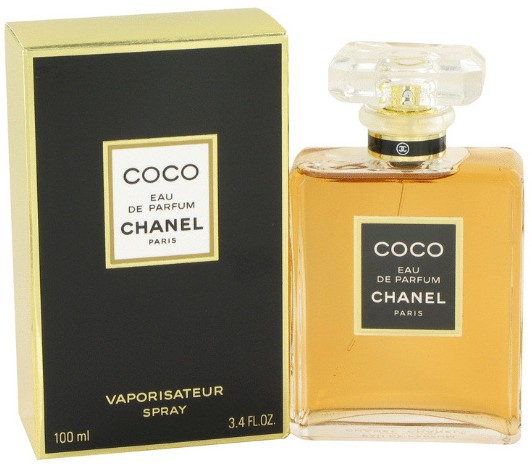 COCO
EAU
DE PARFUM
CHANEL
PARIS
VAPORISATEUR
SPRAY
100 ml
3.4 FL.OZ.
COCO
EAU
DE PARFUM
CHANEL
PARIS